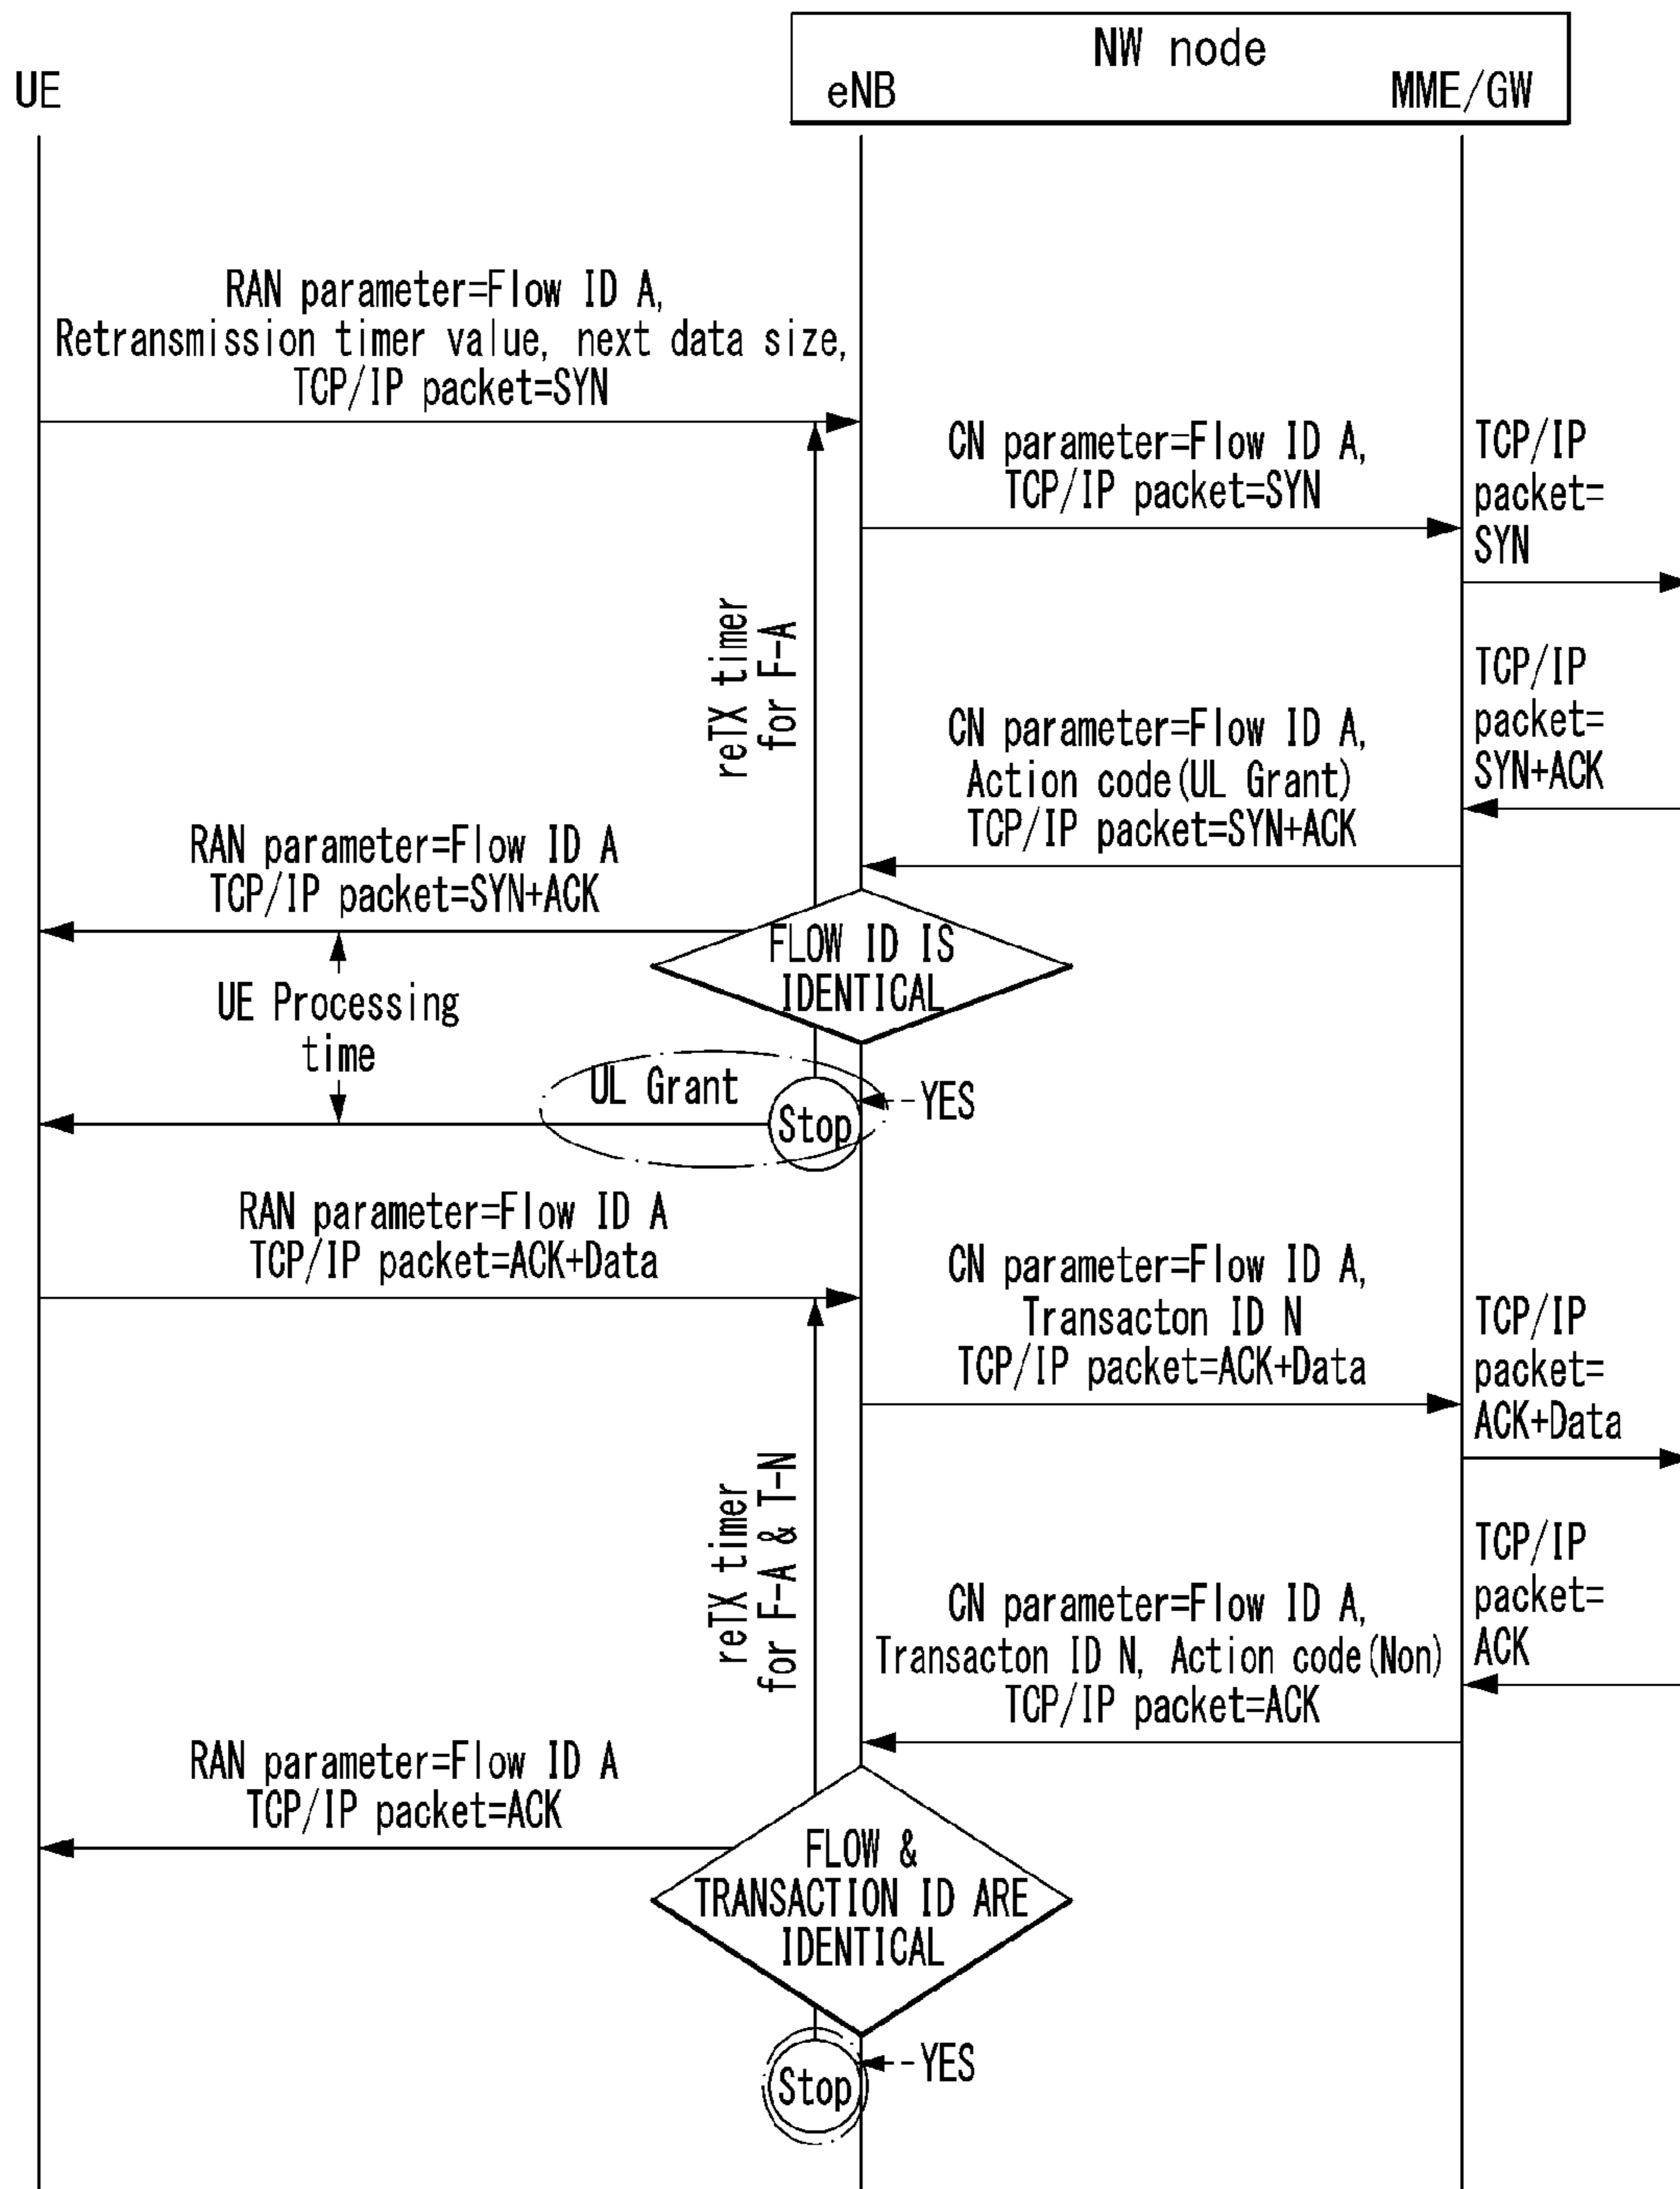 NW node
UE
eNB
MME/GW
RAN parameter=Flow ID A,
Retransmission timer value, next data size,
TCP/IP packet=SYN
CN parameter=Flow ID A,
TCP/IP packet=SYN
TCP/IP
packet=
SYN
reTX timer
for F-A
TCP/IP
packet=
SYN+ACK
CN parameter=Flow ID A,
Action code(UL Grant)
TCP/IP packet=SYN+ACK
RAN parameter=Flow ID A
TCP/IP packet=SYN+ACK
FLOW ID IS
IDENTICAL
UE Processing
time
UL Grant
Stop
YES
RAN parameter=Flow ID A
TCP/IP packet=ACK+Data
CN parameter=Flow ID A,
Transacton ID N
TCP/IP packet=ACK+Data
TCP/IP
packet=
ACK+Data
reTX timer
for F-A & T-N
TCP/IP
packet=
ACK
CN parameter=Flow ID A,
Transacton ID N, Action code(Non)
TCP/IP packet=ACK
RAN parameter=Flow ID A
TCP/IP packet=ACK
FLOW &
TRANSACTION ID ARE
IDENTICAL
YES
Stop